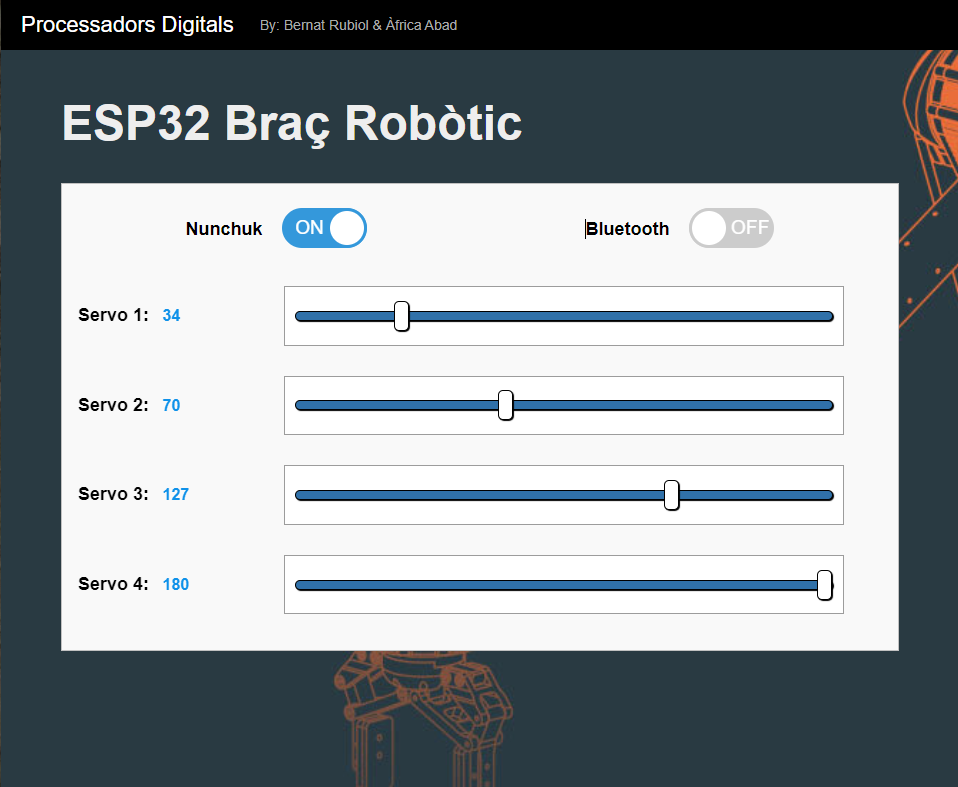 Processadors Digitals By: Bernat Rubiol & Àfrica Abad
ESP32 Braç Robòtic
Nunchuk ON Bluetooth OFF
Servo 1: 34
Servo 2: 70
Servo 3: 127
Servo 4: 180